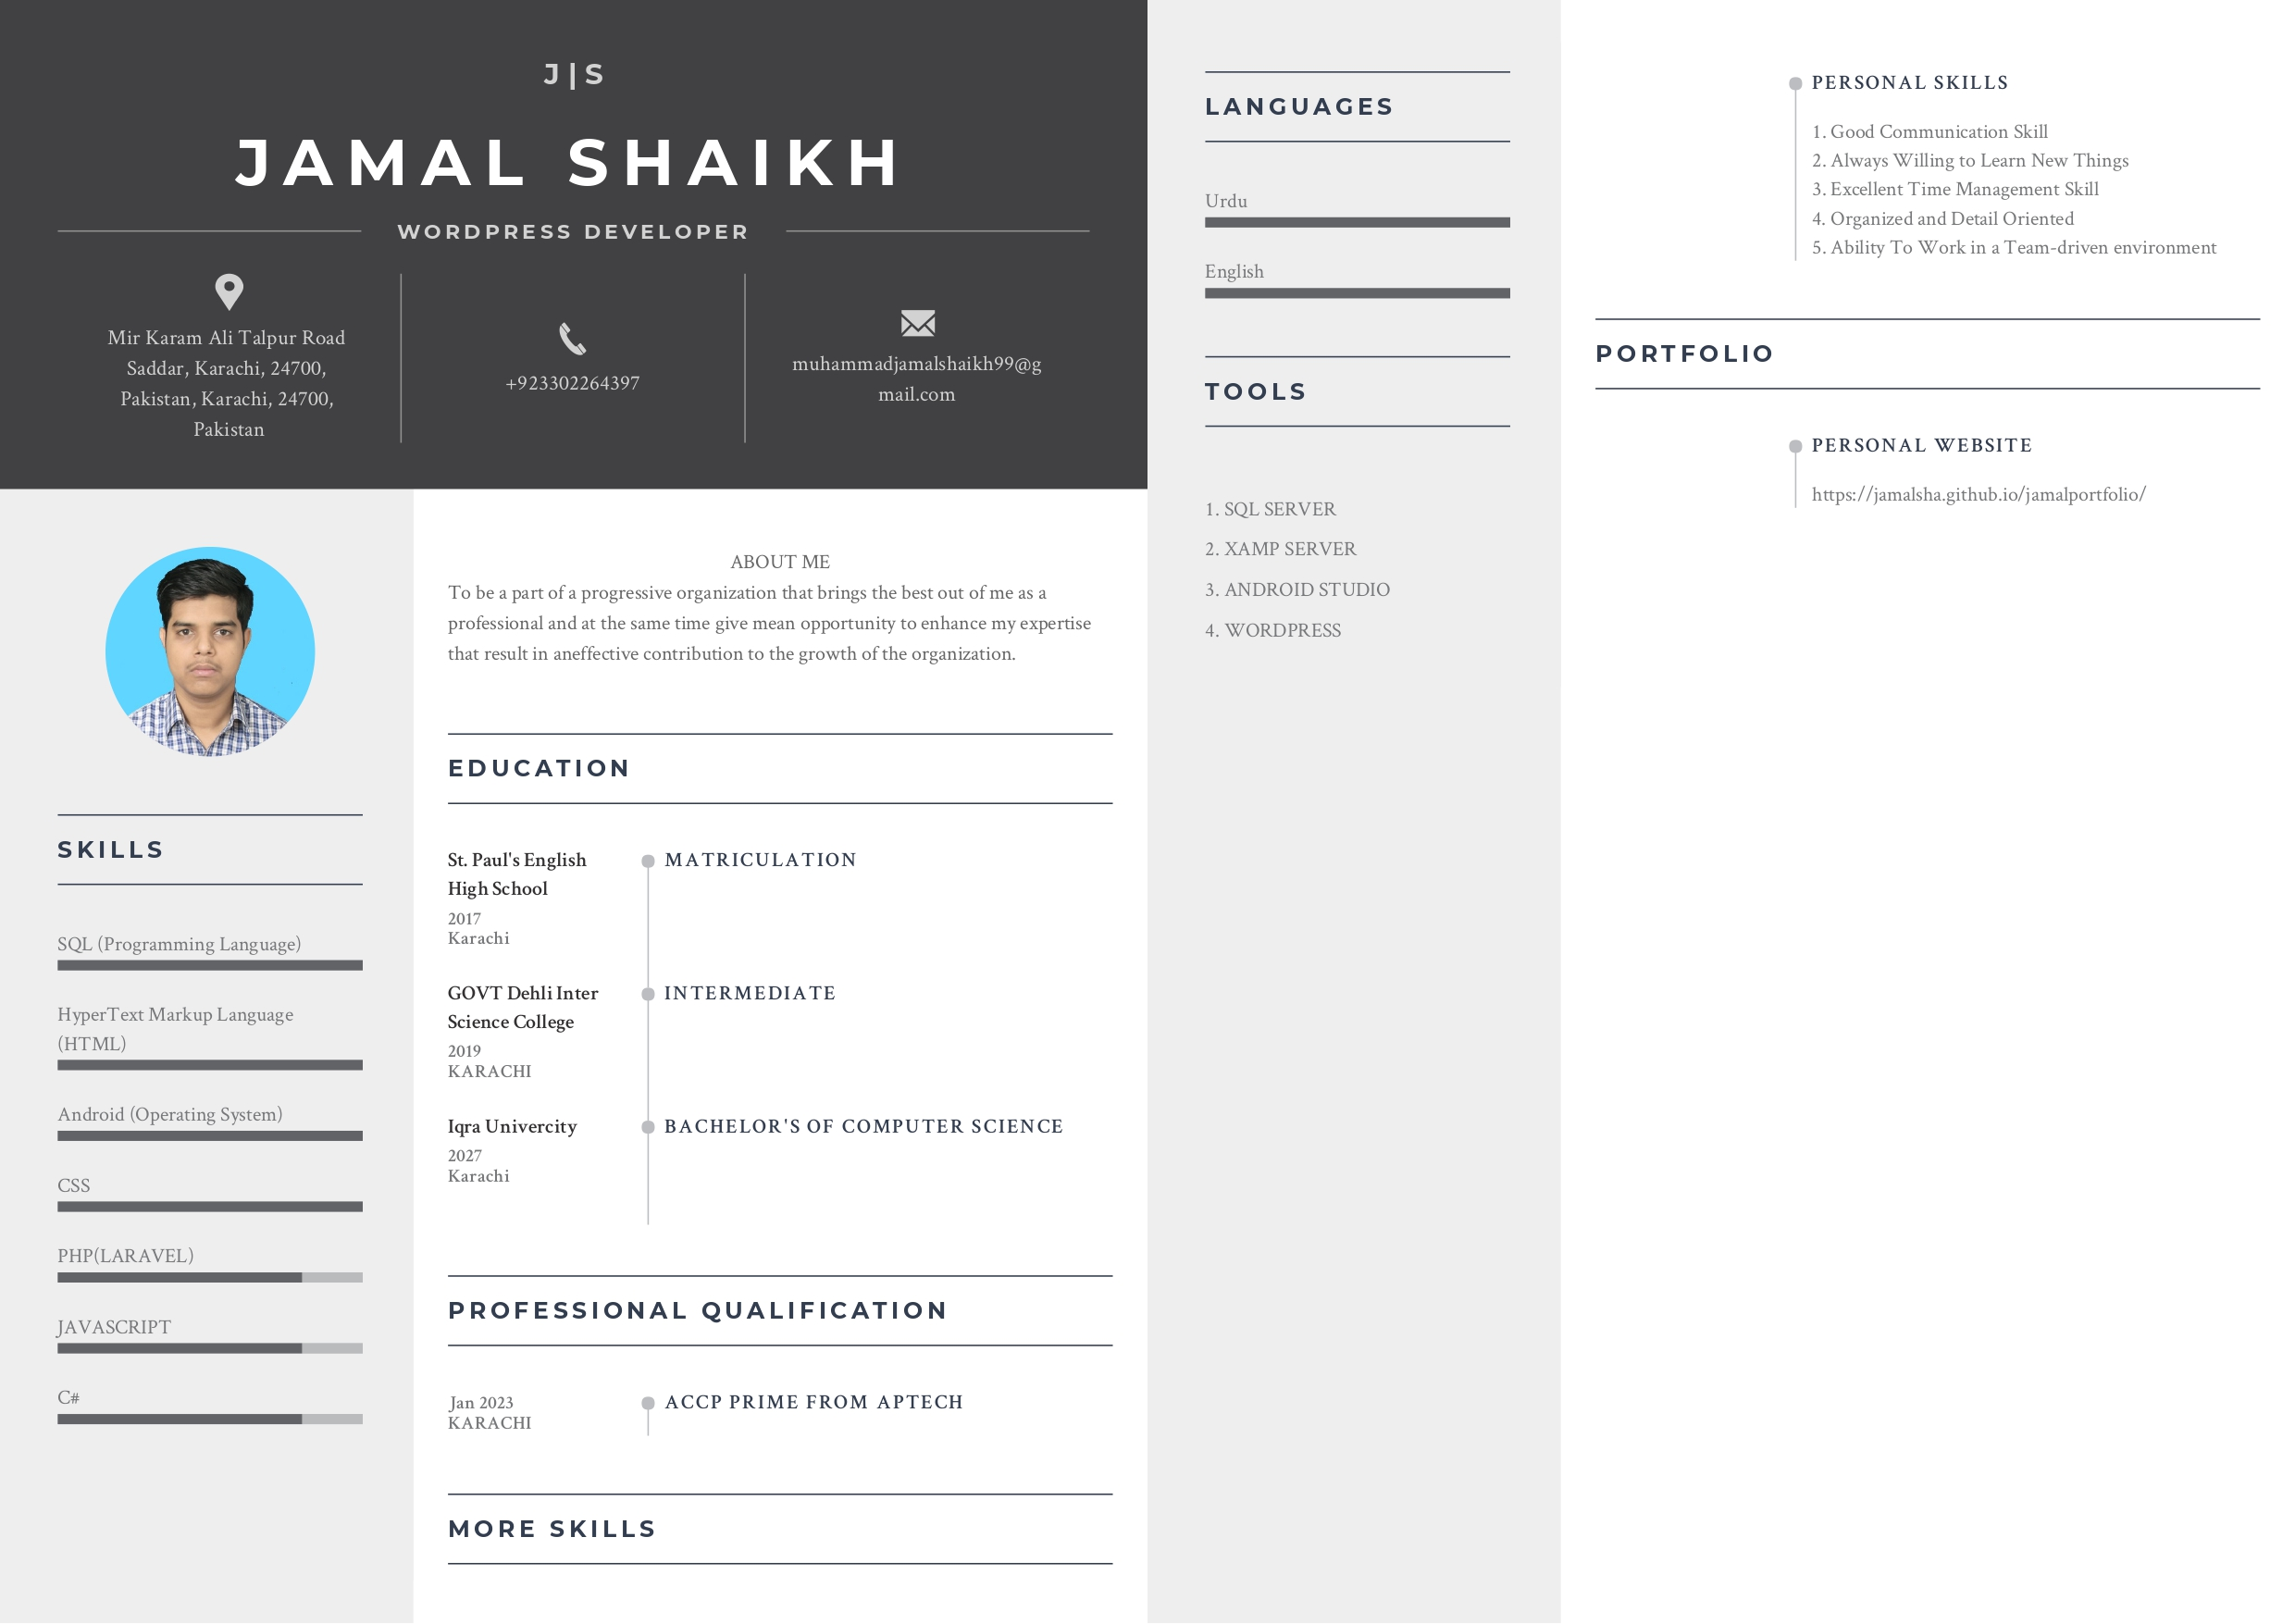 J|S
JAMAL SHAIKH
WORDPRESS DEVELOPER
Mir Karam Ali Talpur Road
Saddar, Karachi, 24700,
Pakistan, Karachi, 24700,
Pakistan
+923302264397
muhammadjamalshaikh99@g
mail.com
SKILLS
SQL (Programming Language)
HyperText Markup Language
(HTML)
Android (Operating System)
CSS
PHP(LARAVEL)
JAVASCRIPT
C#
ABOUT ME
To be a part of a progressive organization that brings the best out of me as a
professional and at the same time give mean opportunity to enhance my expertise
that result in aneffective contribution to the growth of the organization.
EDUCATION
St. Paul's English
High School
2017
Karachi
MATRICULATION
GOVT Dehli Inter
Science College
2019
KARACHI
INTERMEDIATE
Iqra Univercity
2027
Karachi
BACHELOR'S OF COMPUTER SCIENCE
PROFESSIONAL QUALIFICATION
Jan 2023
KARACHI
ACCP PRIME FROM APTECH
MORE SKILLS
LANGUAGES
Urdu
English
TOOLS
1. SQL SERVER
2. XAMP SERVER
3. ANDROID STUDIO
4. WORDPRESS
PERSONAL SKILLS
1. Good Communication Skill
2. Always Willing to Learn New Things
3. Excellent Time Management Skill
4. Organized and Detail Oriented
5. Ability To Work in a Team-driven environment
PORTFOLIO
PERSONAL WEBSITE
https://jamalsha.github.io/jamalportfolio/